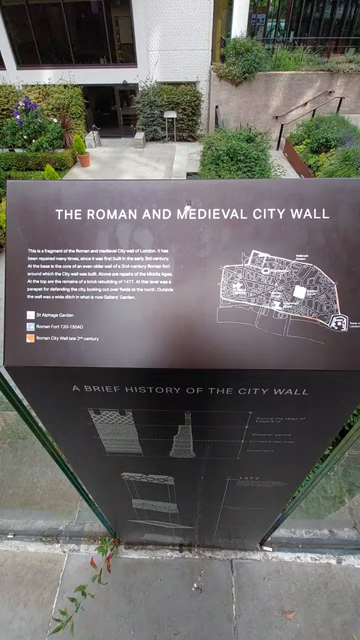 THE ROMAN AND MEDIEVAL CITY WALL
This is a fragment of the Roman and medieval City wall of London. It has
been repaired many times, since it was first built in the early 3rd century.
At the base is the core of an even older wall of a 2nd-century Roman fort
around which the City wall was built. Above are repairs of the Middle Ages.
At the top are the remains of a brick rebuilding of 1477. At this level was a
parapet for defending the city, looking out over fields to the north. Outside
the wall was a wide ditch in what is now Salters' Garden.
St Alphage Garden
Roman Fort 120-150AD
Roman City Wall late 2nd century
A BRIEF HISTORY OF THE CITY WALL
1477